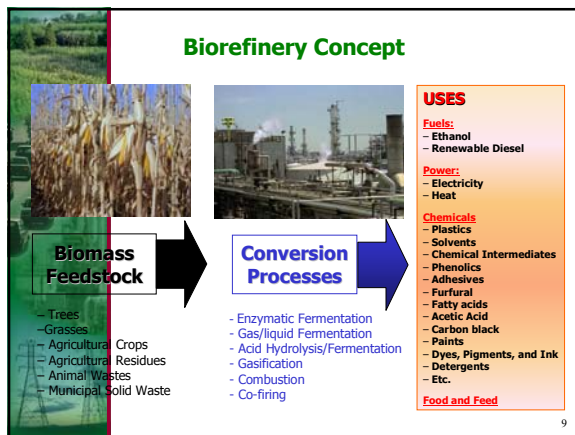 Biorefinery Concept
Biomass
Feedstock
– Trees
–Grasses
– Agricultural Crops
– Agricultural Residues
– Animal Wastes
– Municipal Solid Waste
Conversion
Processes
- Enzymatic Fermentation
- Gas/liquid Fermentation
- Acid Hydrolysis/Fermentation
- Gasification
- Combustion
- Co-firing
USES
Fuels:
– Ethanol
– Renewable Diesel
Power:
– Electricity
– Heat
Chemicals
– Plastics
– Solvents
– Chemical Intermediates
– Phenolics
– Adhesives
– Furfural
– Fatty acids
– Acetic Acid
– Carbon black
– Paints
– Dyes, Pigments, and Ink
– Detergents
– Etc.
Food and Feed
9